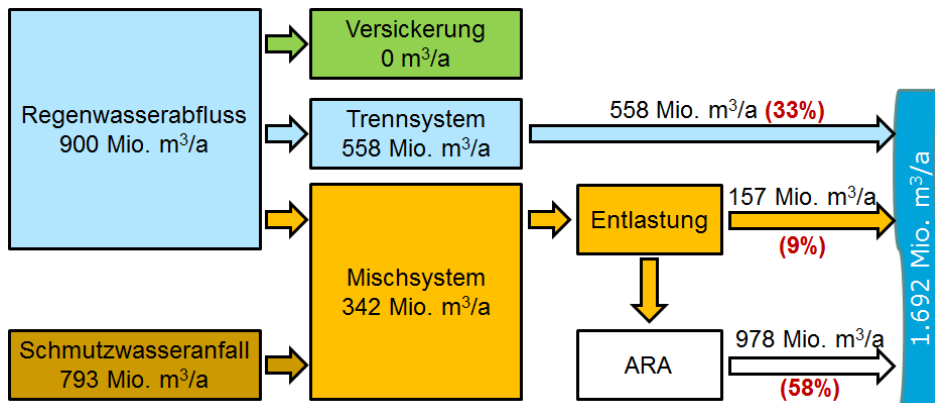 Versickerung
0 m³/a
Regenwasserabfluss
900 Mio. m³/a
Trennsystem
558 Mio. m³/a
558 Mio. m³/a (33%)
Mischsystem
342 Mio. m³/a
Entlastung
157 Mio. m³/a
(9%)
Schmutzwasseranfall
793 Mio. m³/a
ARA
978 Mio. m³/a
(58%)
1.692 Mio. m³/a